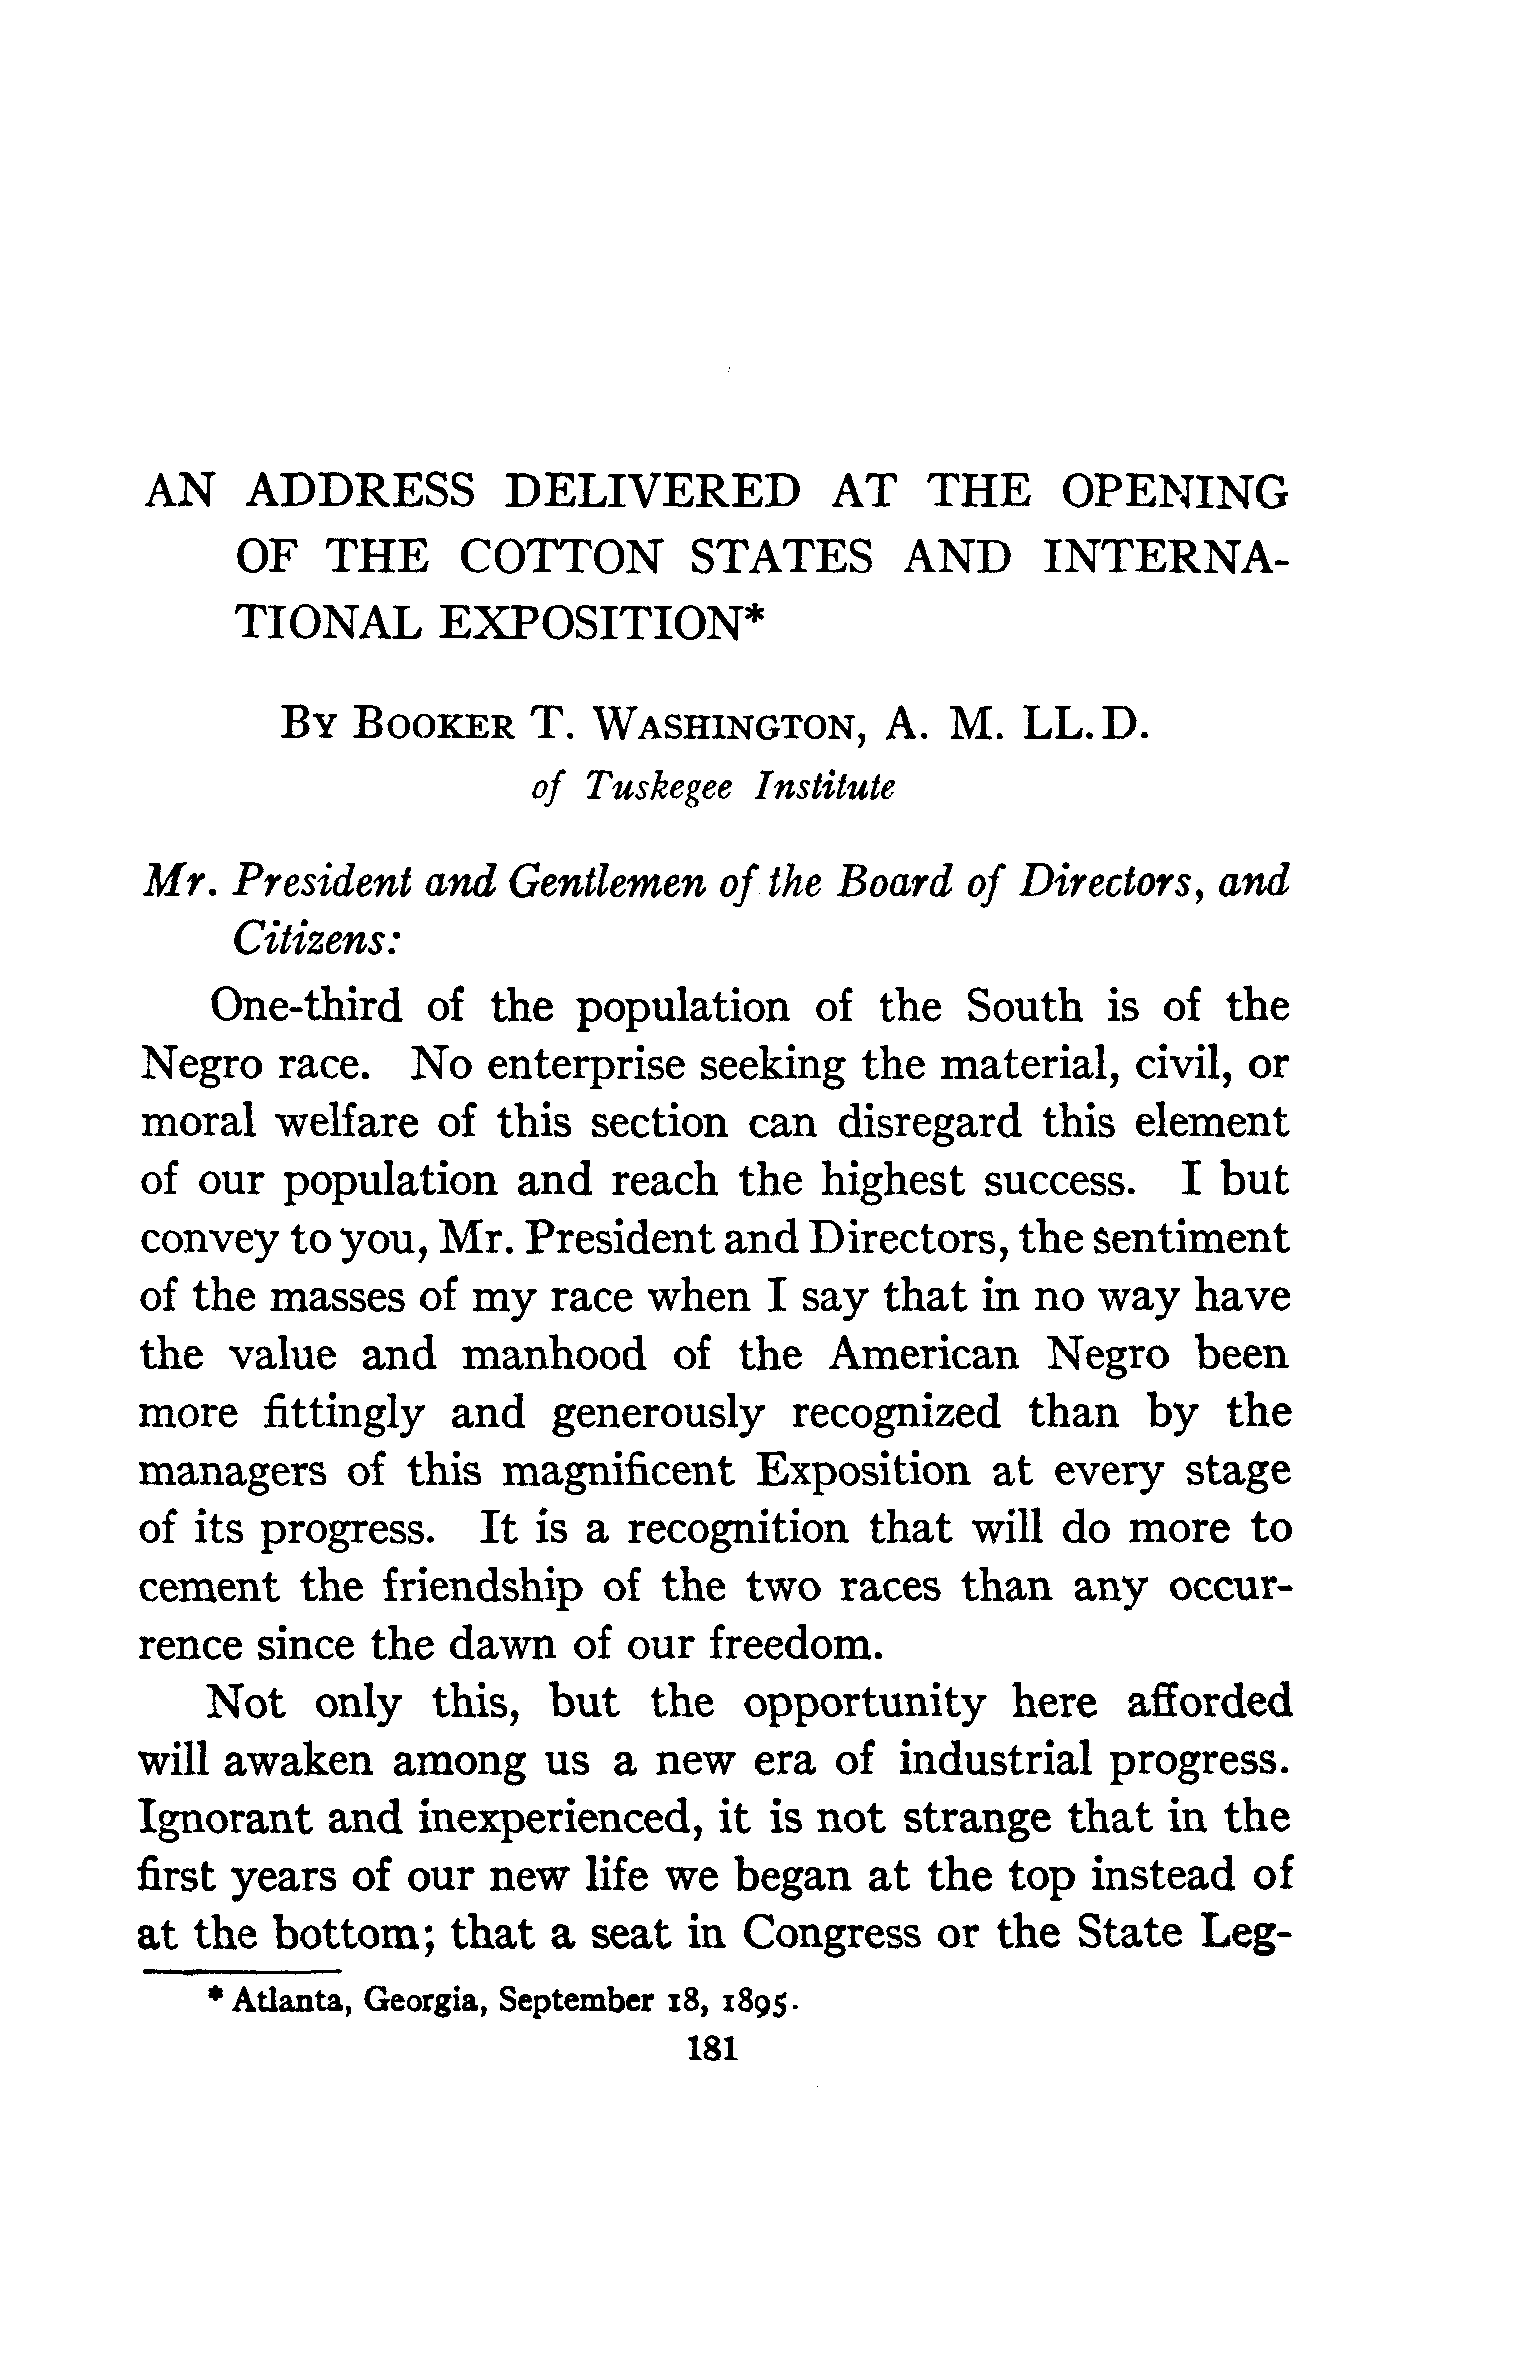 AN ADDRESS DELIVERED AT THE OPENING
OF THE COTTON STATES AND INTERNA-
TIONAL EXPOSITION*
By Booker T. Washington, A. M. LL.D.
of Tuskegee Institute
Mr. President and Gentlemen of the Board of Directors, and
Citizens:
One-third of the population of the South is of the
Negro race. No enterprise seeking the material, civil, or
moral welfare of this section can disregard this element
of our population and reach the highest success. I but
convey to you, Mr. President and Directors, the sentiment
of the masses of my race when I say that in no way have
the value and manhood of the American Negro been
more fittingly and generously recognized than by the
managers of this magnificent Exposition at every stage
of its progress. It is a recognition that will do more to
cement the friendship of the two races than any occur-
rence since the dawn of our freedom.
Not only this, but the opportunity here afforded
will awaken among us a new era of industrial progress.
Ignorant and inexperienced, it is not strange that in the
first years of our new life we began at the top instead of
at the bottom; that a seat in Congress or the State Leg-
* Atlanta, Georgia, September 18, 1895.
181